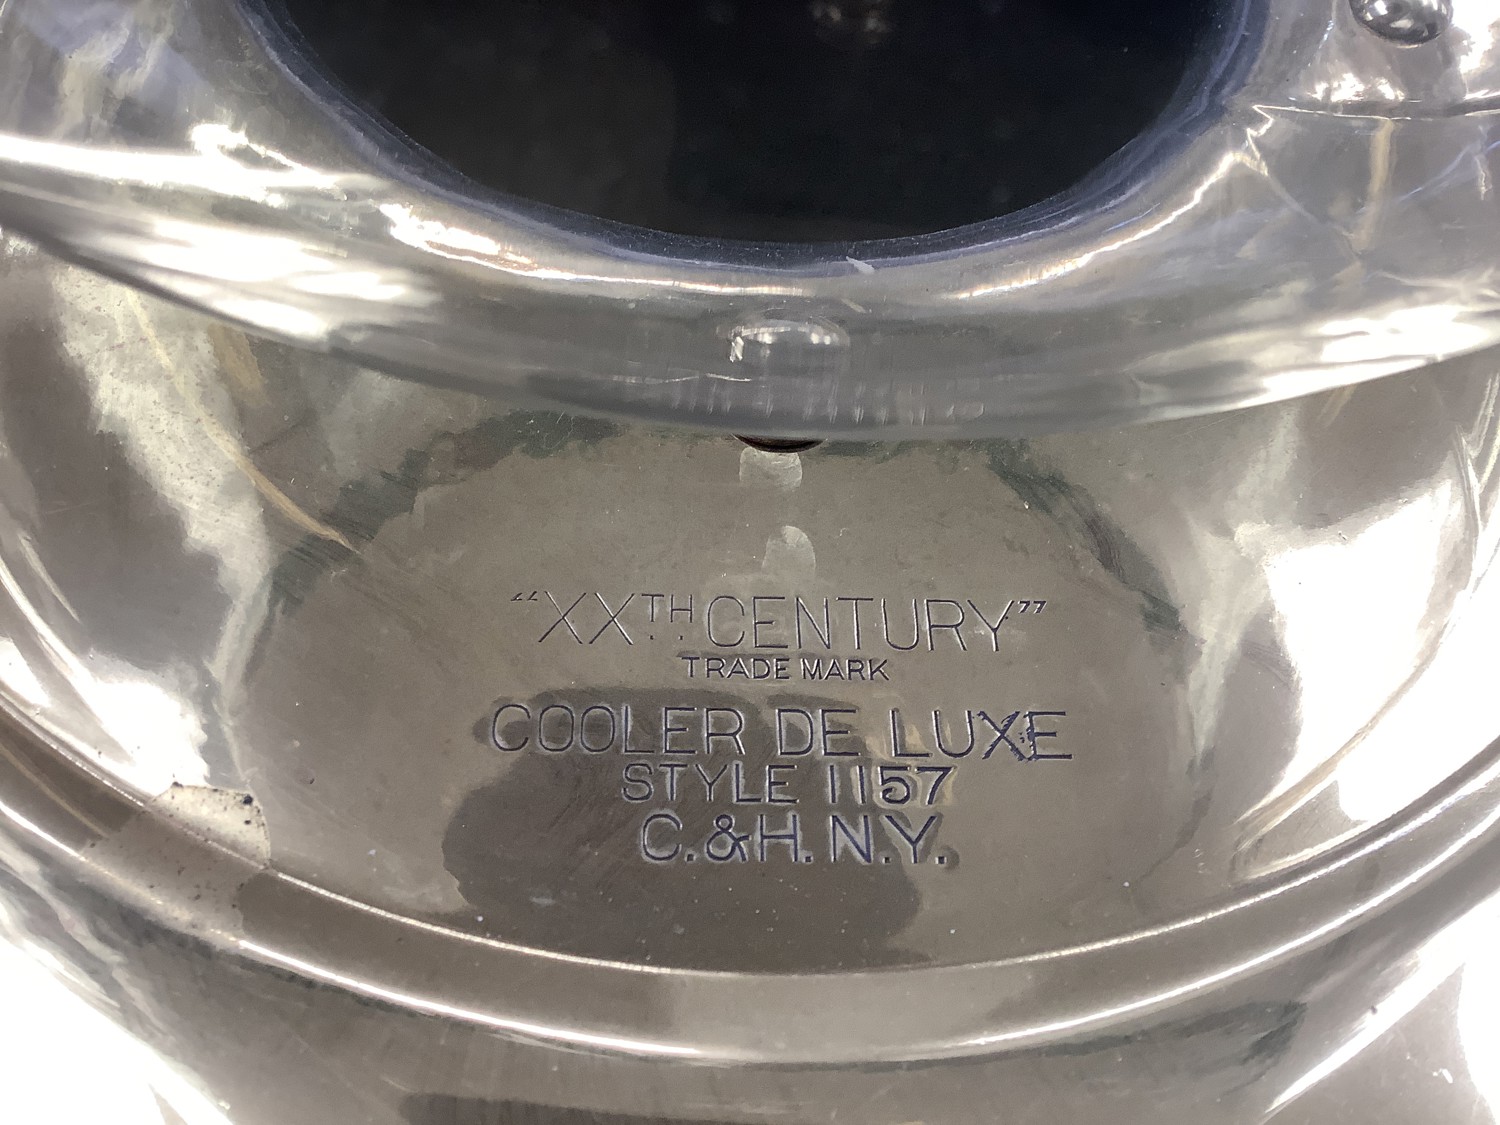 “XXTH CENTURY”
TRADE MARK
COOLER DE LUXE
STYLE 1157
C.&H. N.Y.